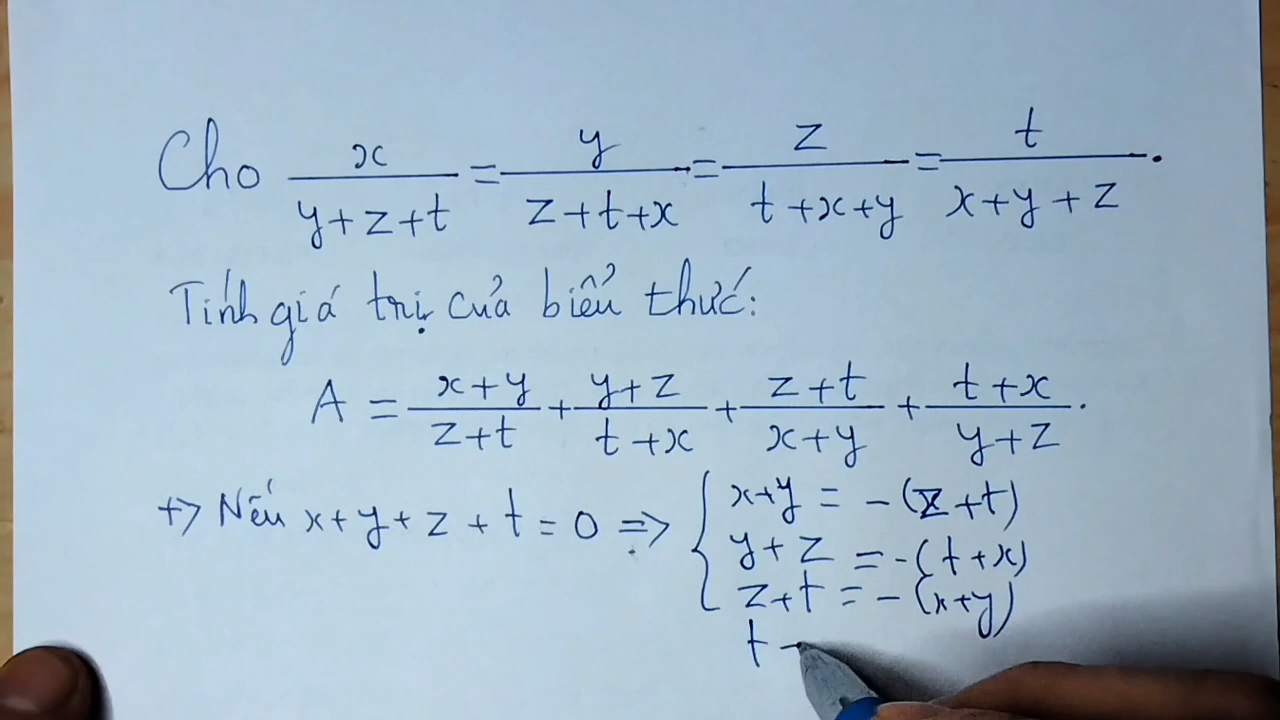 Cho x/(y+z+t) = y/(z+t+x) = z/(t+x+y) = t/(x+y+z).
Tính giá trị của biểu thức:
A = (x+y)/(z+t) + (y+z)/(t+x) + (z+t)/(x+y) + (t+x)/(y+z).
+> Nếu x+y+z+t=0 => { x+y = -(z+t)
y+z = -(t+x)
z+t = -(x+y)
t -